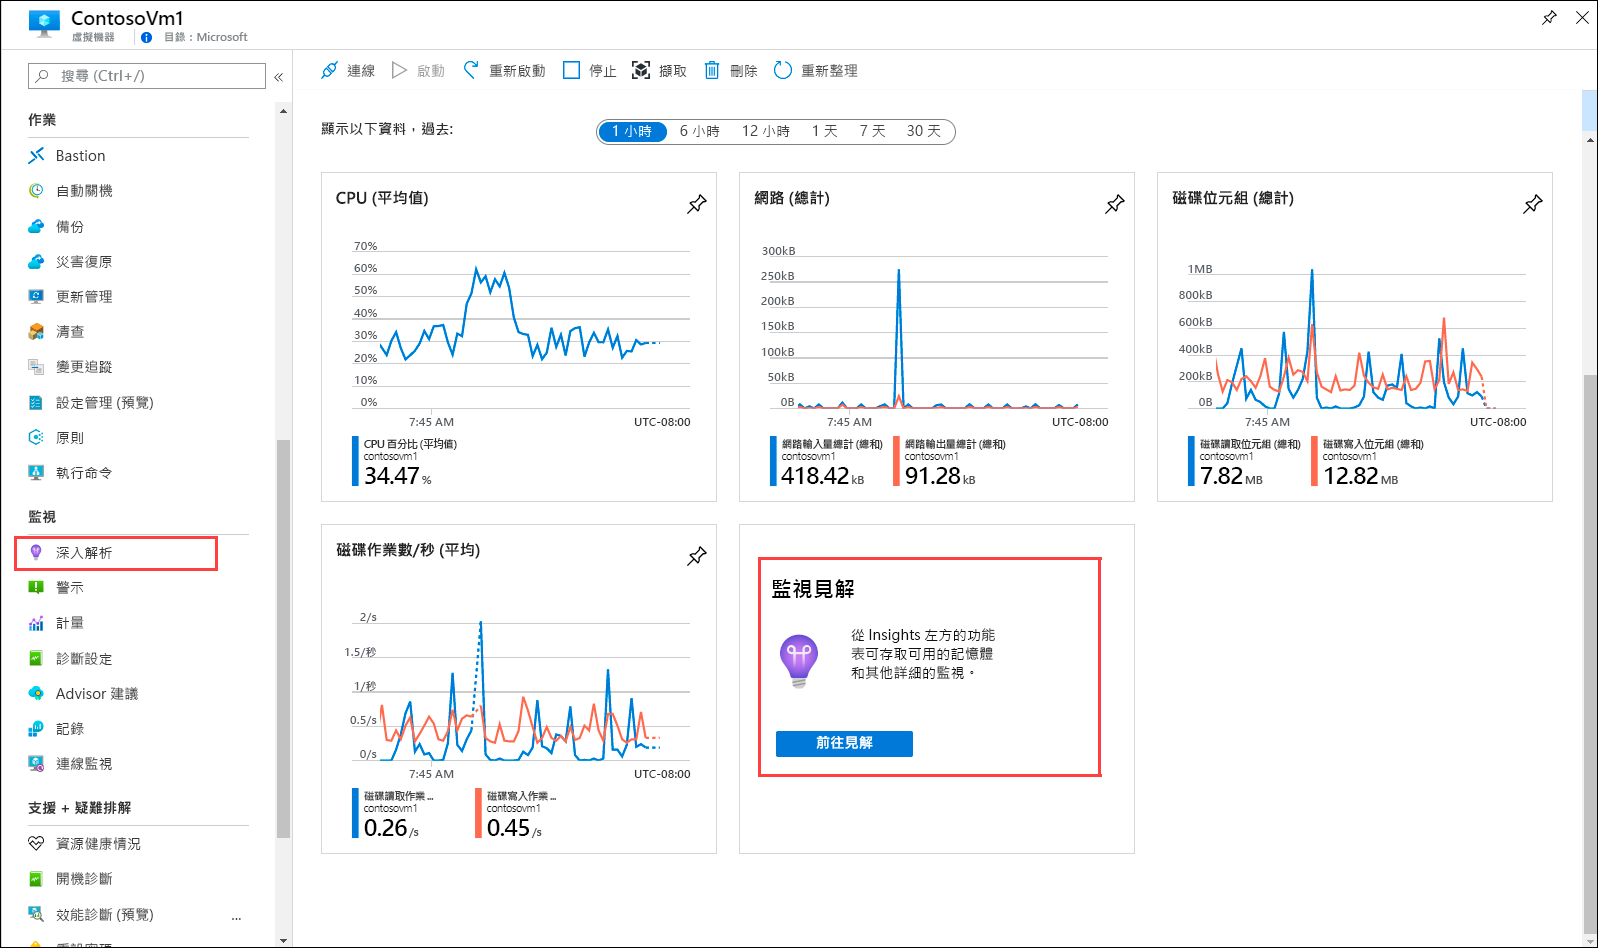 ContosoVm1
虛擬機器
目錄：Microsoft
搜尋 (Ctrl+/)
«
作業
Bastion
自動關機
備份
災害復原
更新管理
清查
變更追蹤
設定管理 (預覽)
原則
執行命令
監視
深入解析
警示
計量
診斷設定
Advisor 建議
記錄
連線監視
支援 + 疑難排解
資源健康情況
開機診斷
效能診斷 (預覽)
...
連線
啟動
重新啟動
停止
擷取
刪除
重新整理
顯示以下資料，過去:
1 小時
6 小時
12 小時
1 天
7 天
30 天
CPU (平均值)
70%
60%
50%
40%
30%
20%
10%
0%
7:45 AM
UTC-08:00
CPU 百分比 (平均值)
contosovm1
34.47 %
網路 (總計)
300kB
250kB
200kB
150kB
100kB
50kB
0B
7:45 AM
UTC-08:00
網路輸入量總計 (總和)
contosovm1
418.42 kB
網路輸出量總計 (總和)
contosovm1
91.28 kB
磁碟位元組 (總計)
1MB
800kB
600kB
400kB
200kB
0B
7:45 AM
UTC-08:00
磁碟讀取位元組 (總和)
contosovm1
7.82 MB
磁碟寫入位元組 (總和)
contosovm1
12.82 MB
磁碟作業數/秒 (平均)
2/s
1.5/秒
1/秒
0.5/s
0/s
7:45 AM
UTC-08:00
磁碟讀取作業 ...
contosovm1
0.26 /s
磁碟寫入作業 ...
contosovm1
0.45 /s
監視見解
從 Insights 左方的功能
表可存取可用的記憶體
和其他詳細的監視。
前往見解